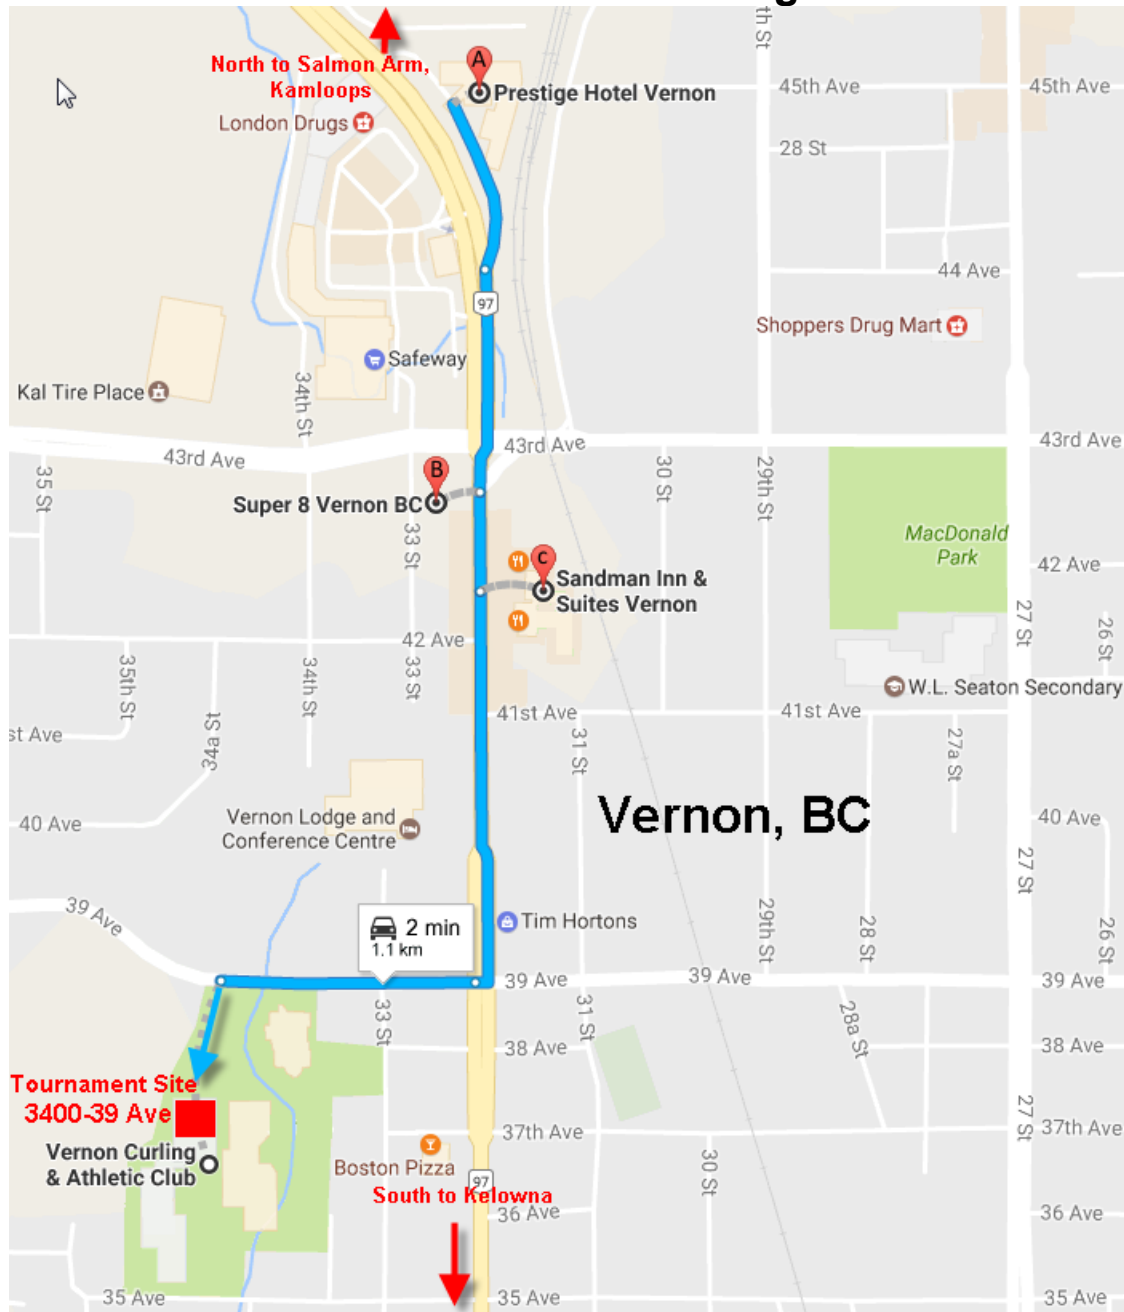 th St
North to Salmon Arm,
Kamloops
A
Prestige Hotel Vernon
45th Ave
45th Ave
London Drugs
28 St
44 Ave
97
Shoppers Drug Mart
Safeway
Kal Tire Place
34th St
43rd Ave
43rd Ave
43rd Ave
35 St
B
Super 8 Vernon BC
33 St
30 St
29th St
MacDonald
Park
42 Ave
C
Sandman Inn &
Suites Vernon
27 St
26 St
42 Ave
35th St
34th St
33 St
W.L. Seaton Secondary
34a St
st Ave
41st Ave
41st Ave
31 St
27a St
Vernon, BC
Vernon Lodge and
Conference Centre
40 Ave
40 Ave
27 St
39 Ave
2 min
1.1 km
Tim Hortons
29th St
28 St
26 St
39 Ave
39 Ave
39 Ave
33 St
31 St
28a St
38 Ave
38 Ave
Tournament Site
3400-39 Ave
27 St
37th Ave
37th Ave
Vernon Curling
& Athletic Club
Boston Pizza
30 St
97
South to Kelowna
36 Ave
36 Ave
35 Ave
35 Ave
35 Ave